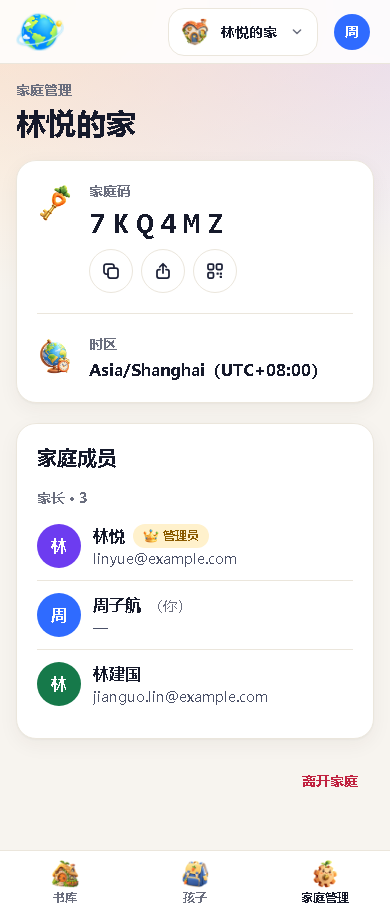 林悦的家
周
家庭管理
林悦的家
家庭码
7KQ4MZ
时区
Asia/Shanghai（UTC+08:00）
家庭成员
家长 • 3
林
林悦
管理员
linyue@example.com
周
周子航 （你）
—
林
林建国
jianguo.lin@example.com
离开家庭
书库
孩子
家庭管理